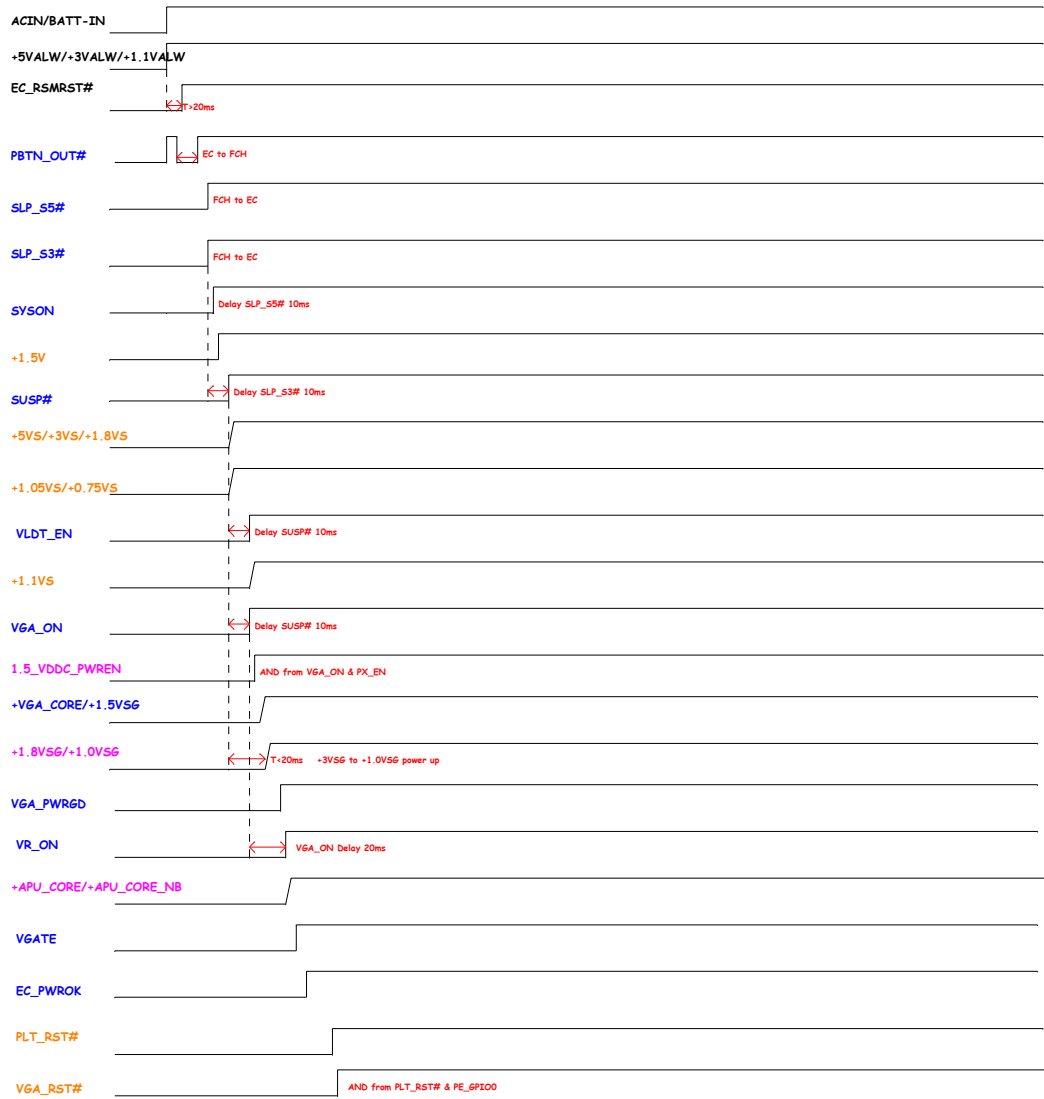 ACIN/BATT-IN
+5VALW/+3VALW/+1.1VALW
EC_RSMRST#
T>20ms
PBTN_OUT#
EC to FCH
SLP_S5#
FCH to EC
SLP_S3#
FCH to EC
SYSON
Delay SLP_S5# 10ms
+1.5V
SUSP#
Delay SLP_S3# 10ms
+5VS/+3VS/+1.8VS
+1.05VS/+0.75VS
VLDT_EN
Delay SUSP# 10ms
+1.1VS
VGA_ON
Delay SUSP# 10ms
1.5_VDDC_PWREN
AND from VGA_ON & PX_EN
+VGA_CORE/+1.5VSG
+1.8VSG/+1.0VSG
T<20ms +3VSG to +1.0VSG power up
VGA_PWRGD
VR_ON
VGA_ON Delay 20ms
+APU_CORE/+APU_CORE_NB
VGATE
EC_PWROK
PLT_RST#
VGA_RST#
AND from PLT_RST# & PE_GPIO0